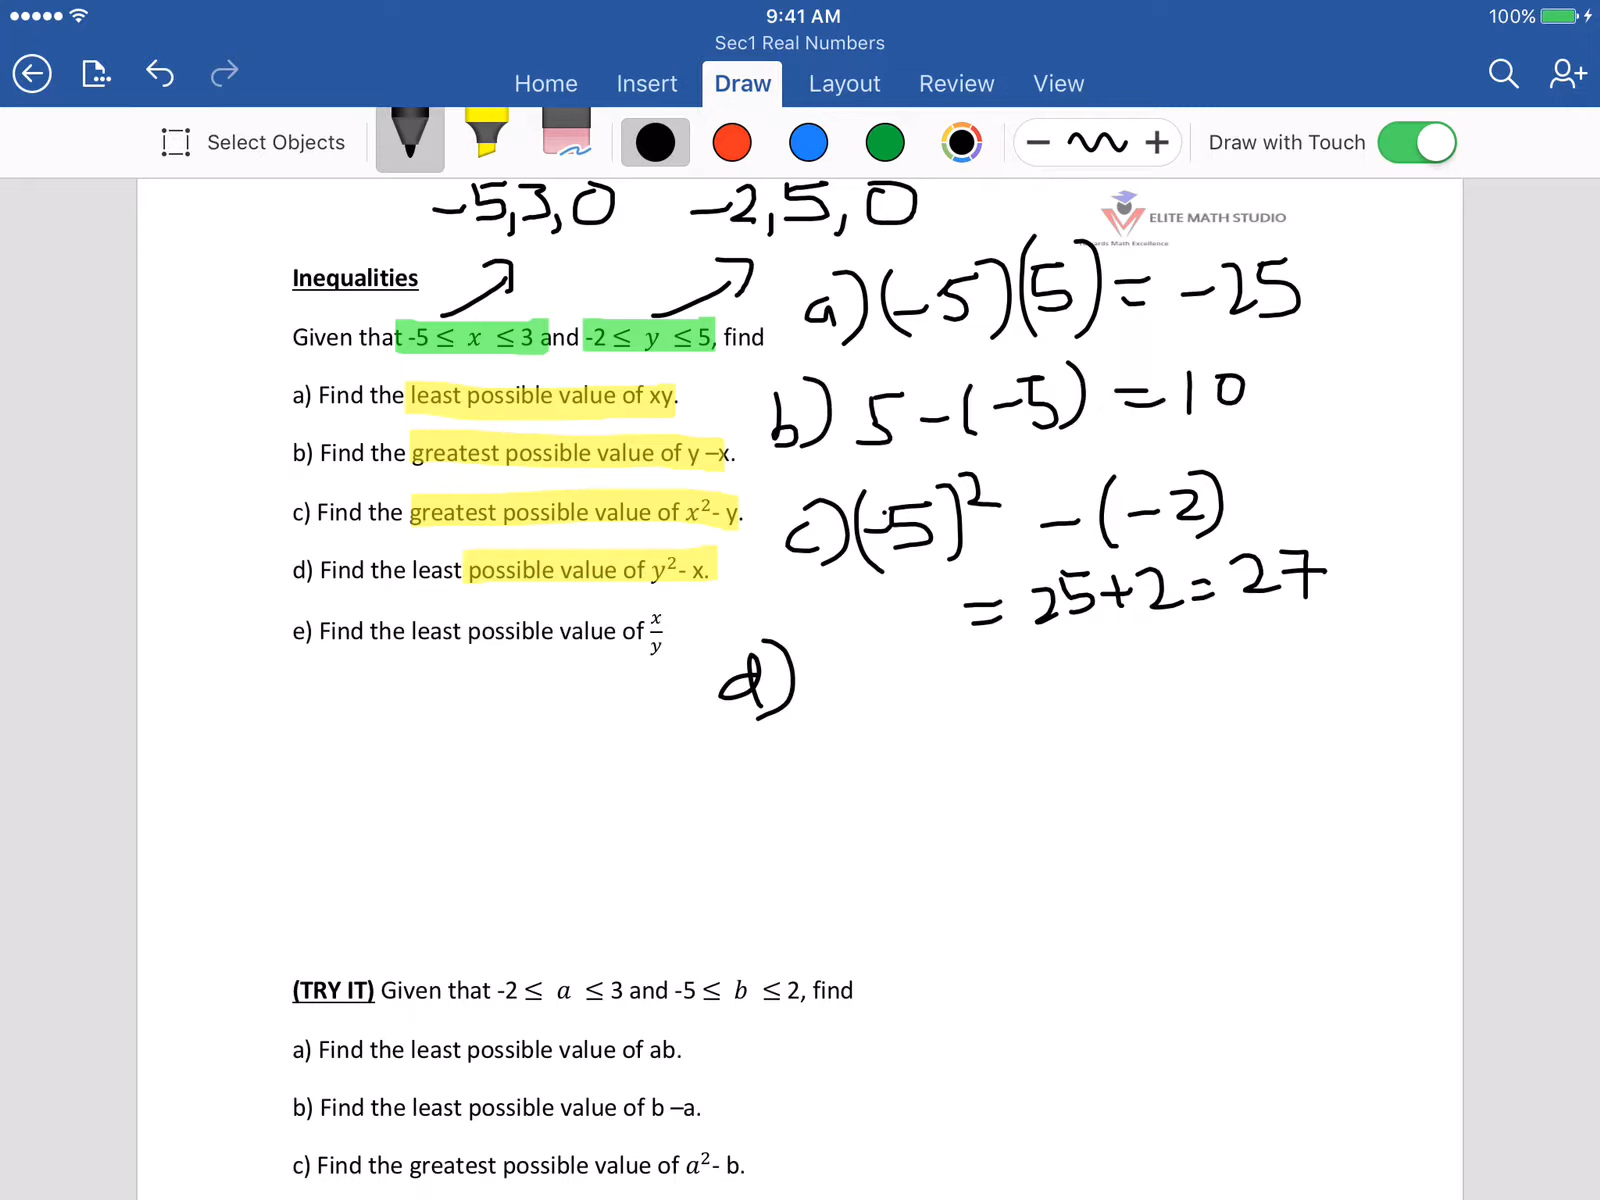 9:41 AM
100%
Sec1 Real Numbers
Home Insert Draw Layout Review View
Select Objects
Draw with Touch
-5,3,0 -2,5,0
ELITE MATH STUDIO
Towards Math Excellence
Inequalities
a)(-5)(5) = -25
Given that -5 ≤ x ≤ 3 and -2 ≤ y ≤ 5, find
a) Find the least possible value of xy.
b) 5-(-5) = 10
b) Find the greatest possible value of y –x.
c) Find the greatest possible value of x²- y.
c)(-5)² -(-2)
d) Find the least possible value of y²- x.
= 25+2 = 27
e) Find the least possible value of x/y
d)
(TRY IT) Given that -2 ≤ a ≤ 3 and -5 ≤ b ≤ 2, find
a) Find the least possible value of ab.
b) Find the least possible value of b –a.
c) Find the greatest possible value of a²- b.